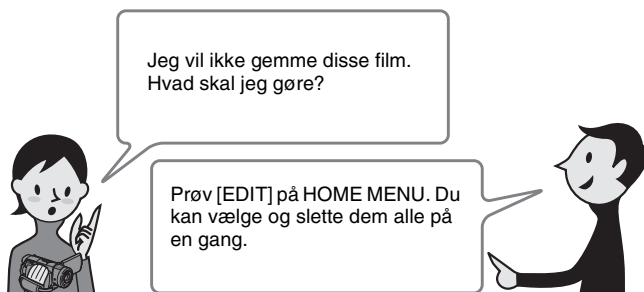 Jeg vil ikke gemme disse film.
Hvad skal jeg gøre?
Prøv [EDIT] på HOME MENU. Du
kan vælge og slette dem alle på
en gang.